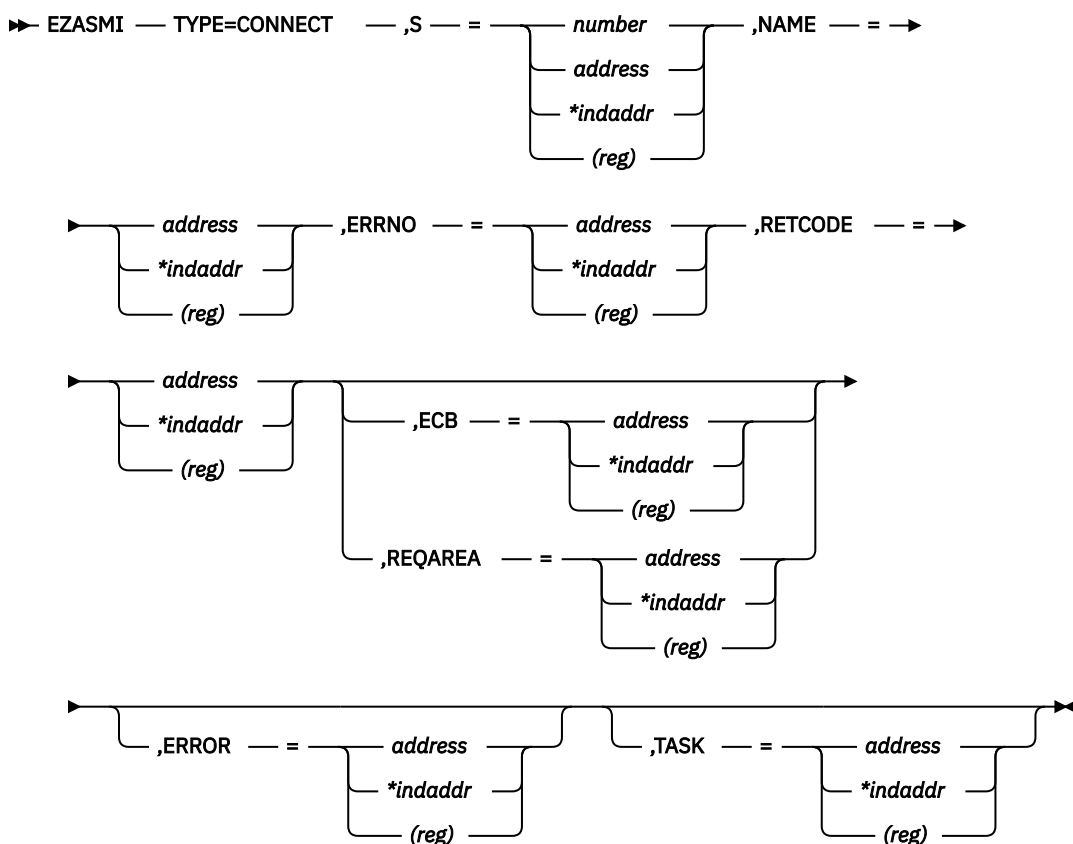 EZASMI TYPE=CONNECT ,S = number ,NAME =
address
*indaddr
(reg)
address ,ERRNO = address ,RETCODE =
*indaddr *indaddr
(reg) (reg)
address
*indaddr
(reg)
,ECB = address
*indaddr
(reg)
,REQAREA = address
*indaddr
(reg)
,ERROR = address ,TASK = address
*indaddr *indaddr
(reg) (reg)